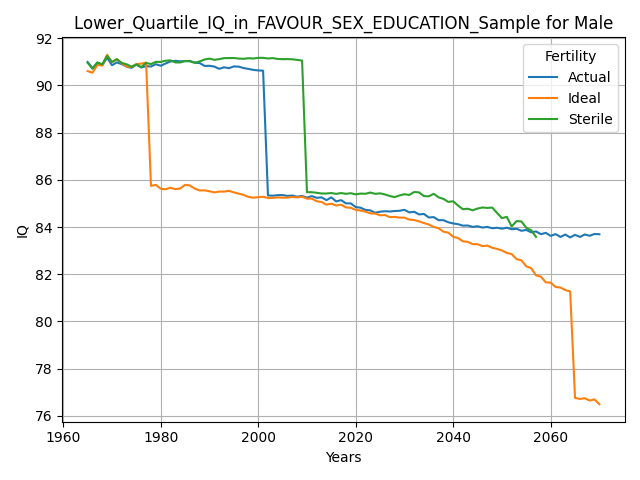 Lower_Quartile_IQ_in_FAVOUR_SEX_EDUCATION_Sample for Male
Fertility
Actual
Ideal
Sterile
IQ
92
90
88
86
84
82
80
78
76
1960
1980
2000
2020
2040
2060
Years